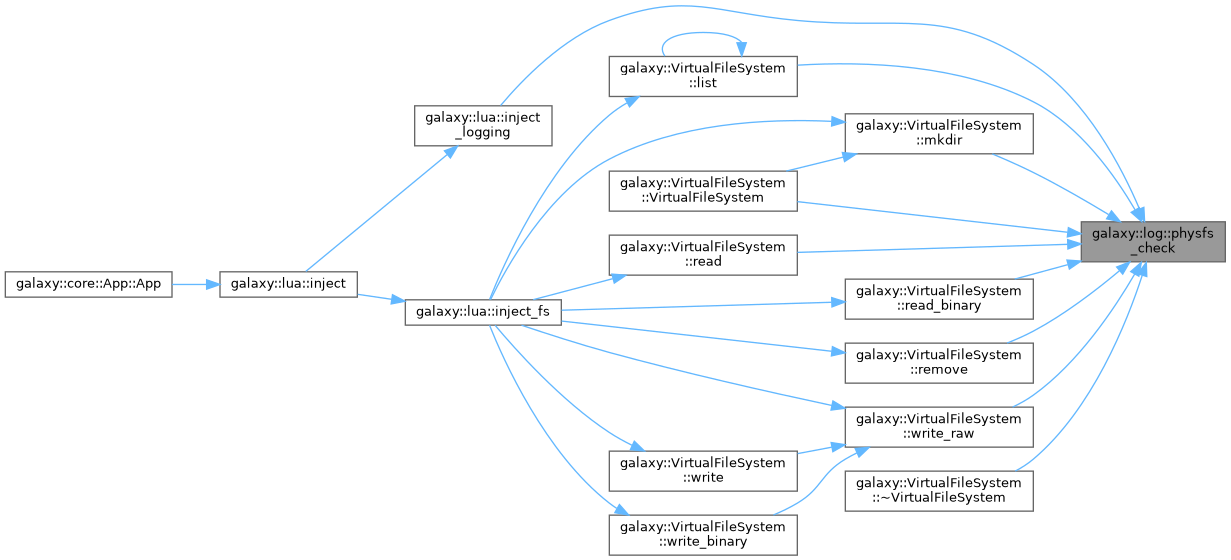 galaxy::VirtualFileSystem
::list
galaxy::lua::inject
_logging
galaxy::VirtualFileSystem
::mkdir
galaxy::VirtualFileSystem
::VirtualFileSystem
galaxy::log::physfs
_check
galaxy::VirtualFileSystem
::read
galaxy::core::App::App
galaxy::lua::inject
galaxy::VirtualFileSystem
::read_binary
galaxy::lua::inject_fs
galaxy::VirtualFileSystem
::remove
galaxy::VirtualFileSystem
::write_raw
galaxy::VirtualFileSystem
::write
galaxy::VirtualFileSystem
::~VirtualFileSystem
galaxy::VirtualFileSystem
::write_binary